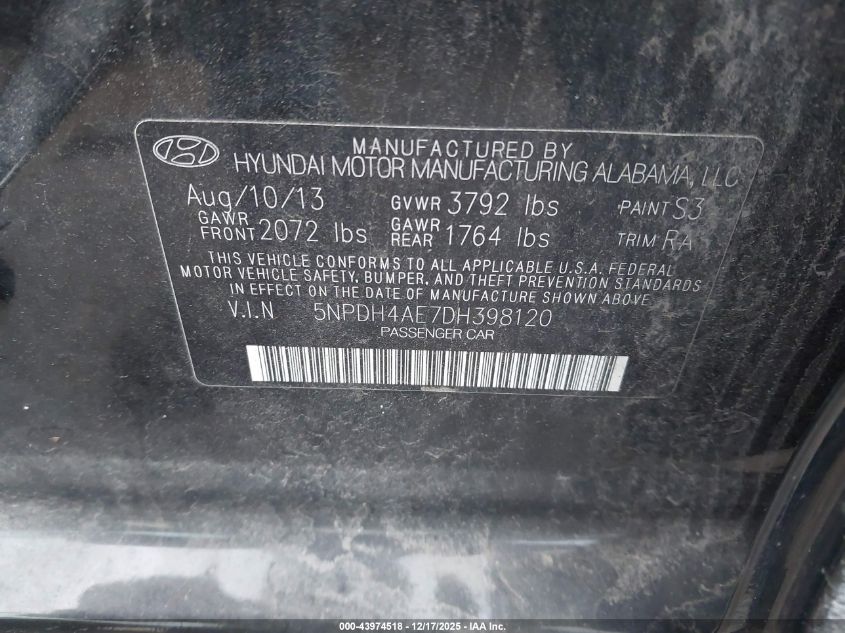 MANUFACTURED BY
HYUNDAI MOTOR MANUFACTURING ALABAMA, LLC
Aug/10/13 GVWR 3792 lbs PAINT S3
GAWR FRONT 2072 lbs GAWR REAR 1764 lbs TRIM RA
THIS VEHICLE CONFORMS TO ALL APPLICABLE U.S.A. FEDERAL
MOTOR VEHICLE SAFETY, BUMPER, AND THEFT PREVENTION STANDARDS
IN EFFECT ON THE DATE OF MANUFACTURE SHOWN ABOVE
V.I.N 5NPDH4AE7DH398120
PASSENGER CAR
000-43974518 - 12/17/2025 - IAA Inc.